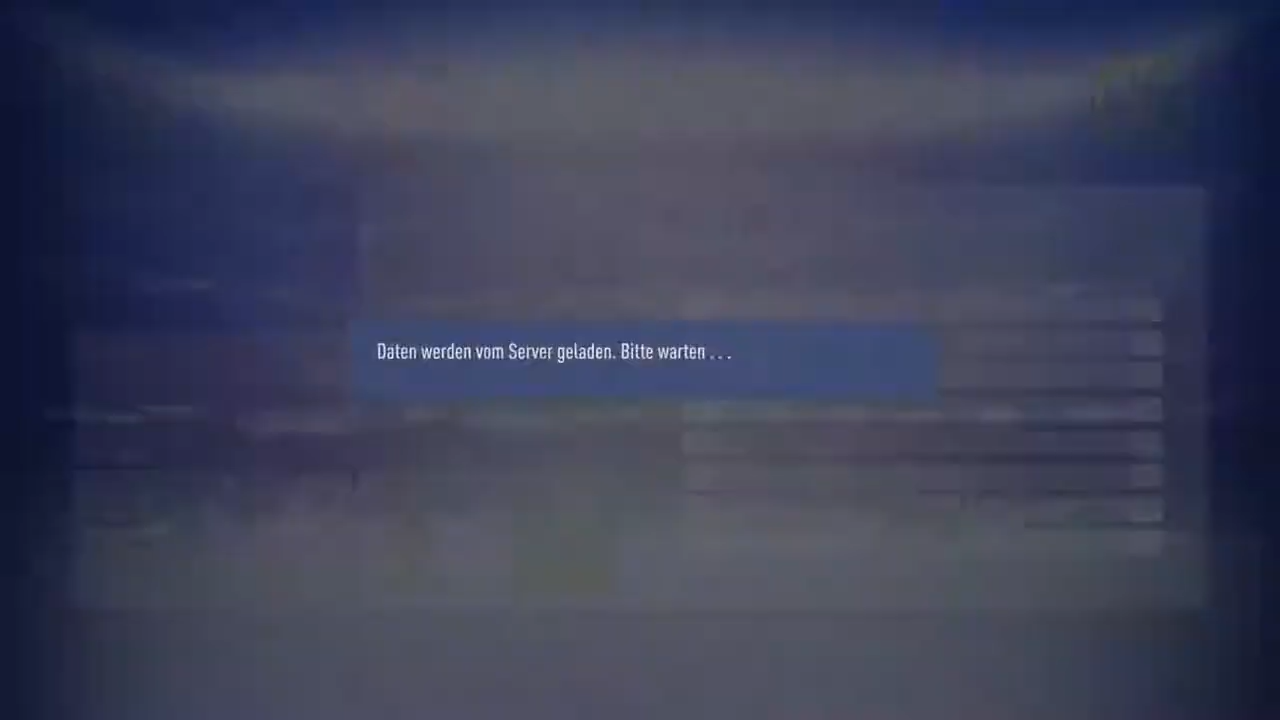 Daten werden vom Server geladen. Bitte warten . . .